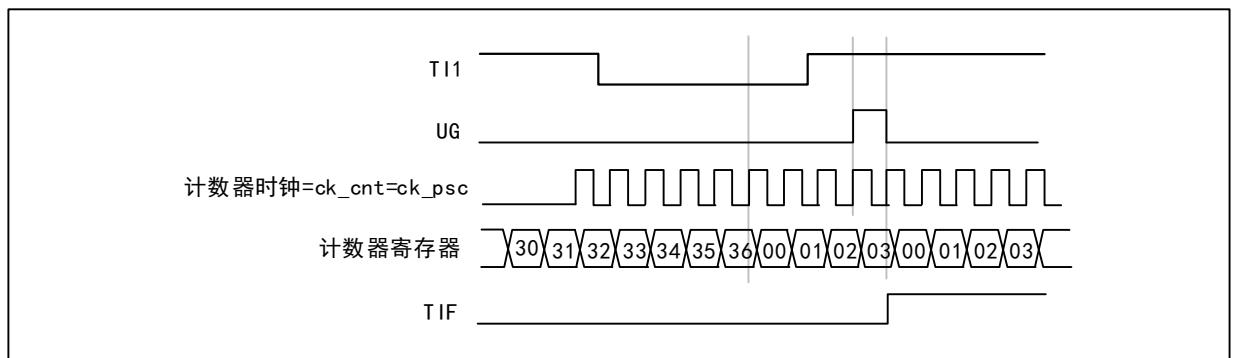 TI1
UG
计数器时钟=ck_cnt=ck_psc
计数器寄存器 30 31 32 33 34 35 36 00 01 02 03 00 01 02 03
TIF